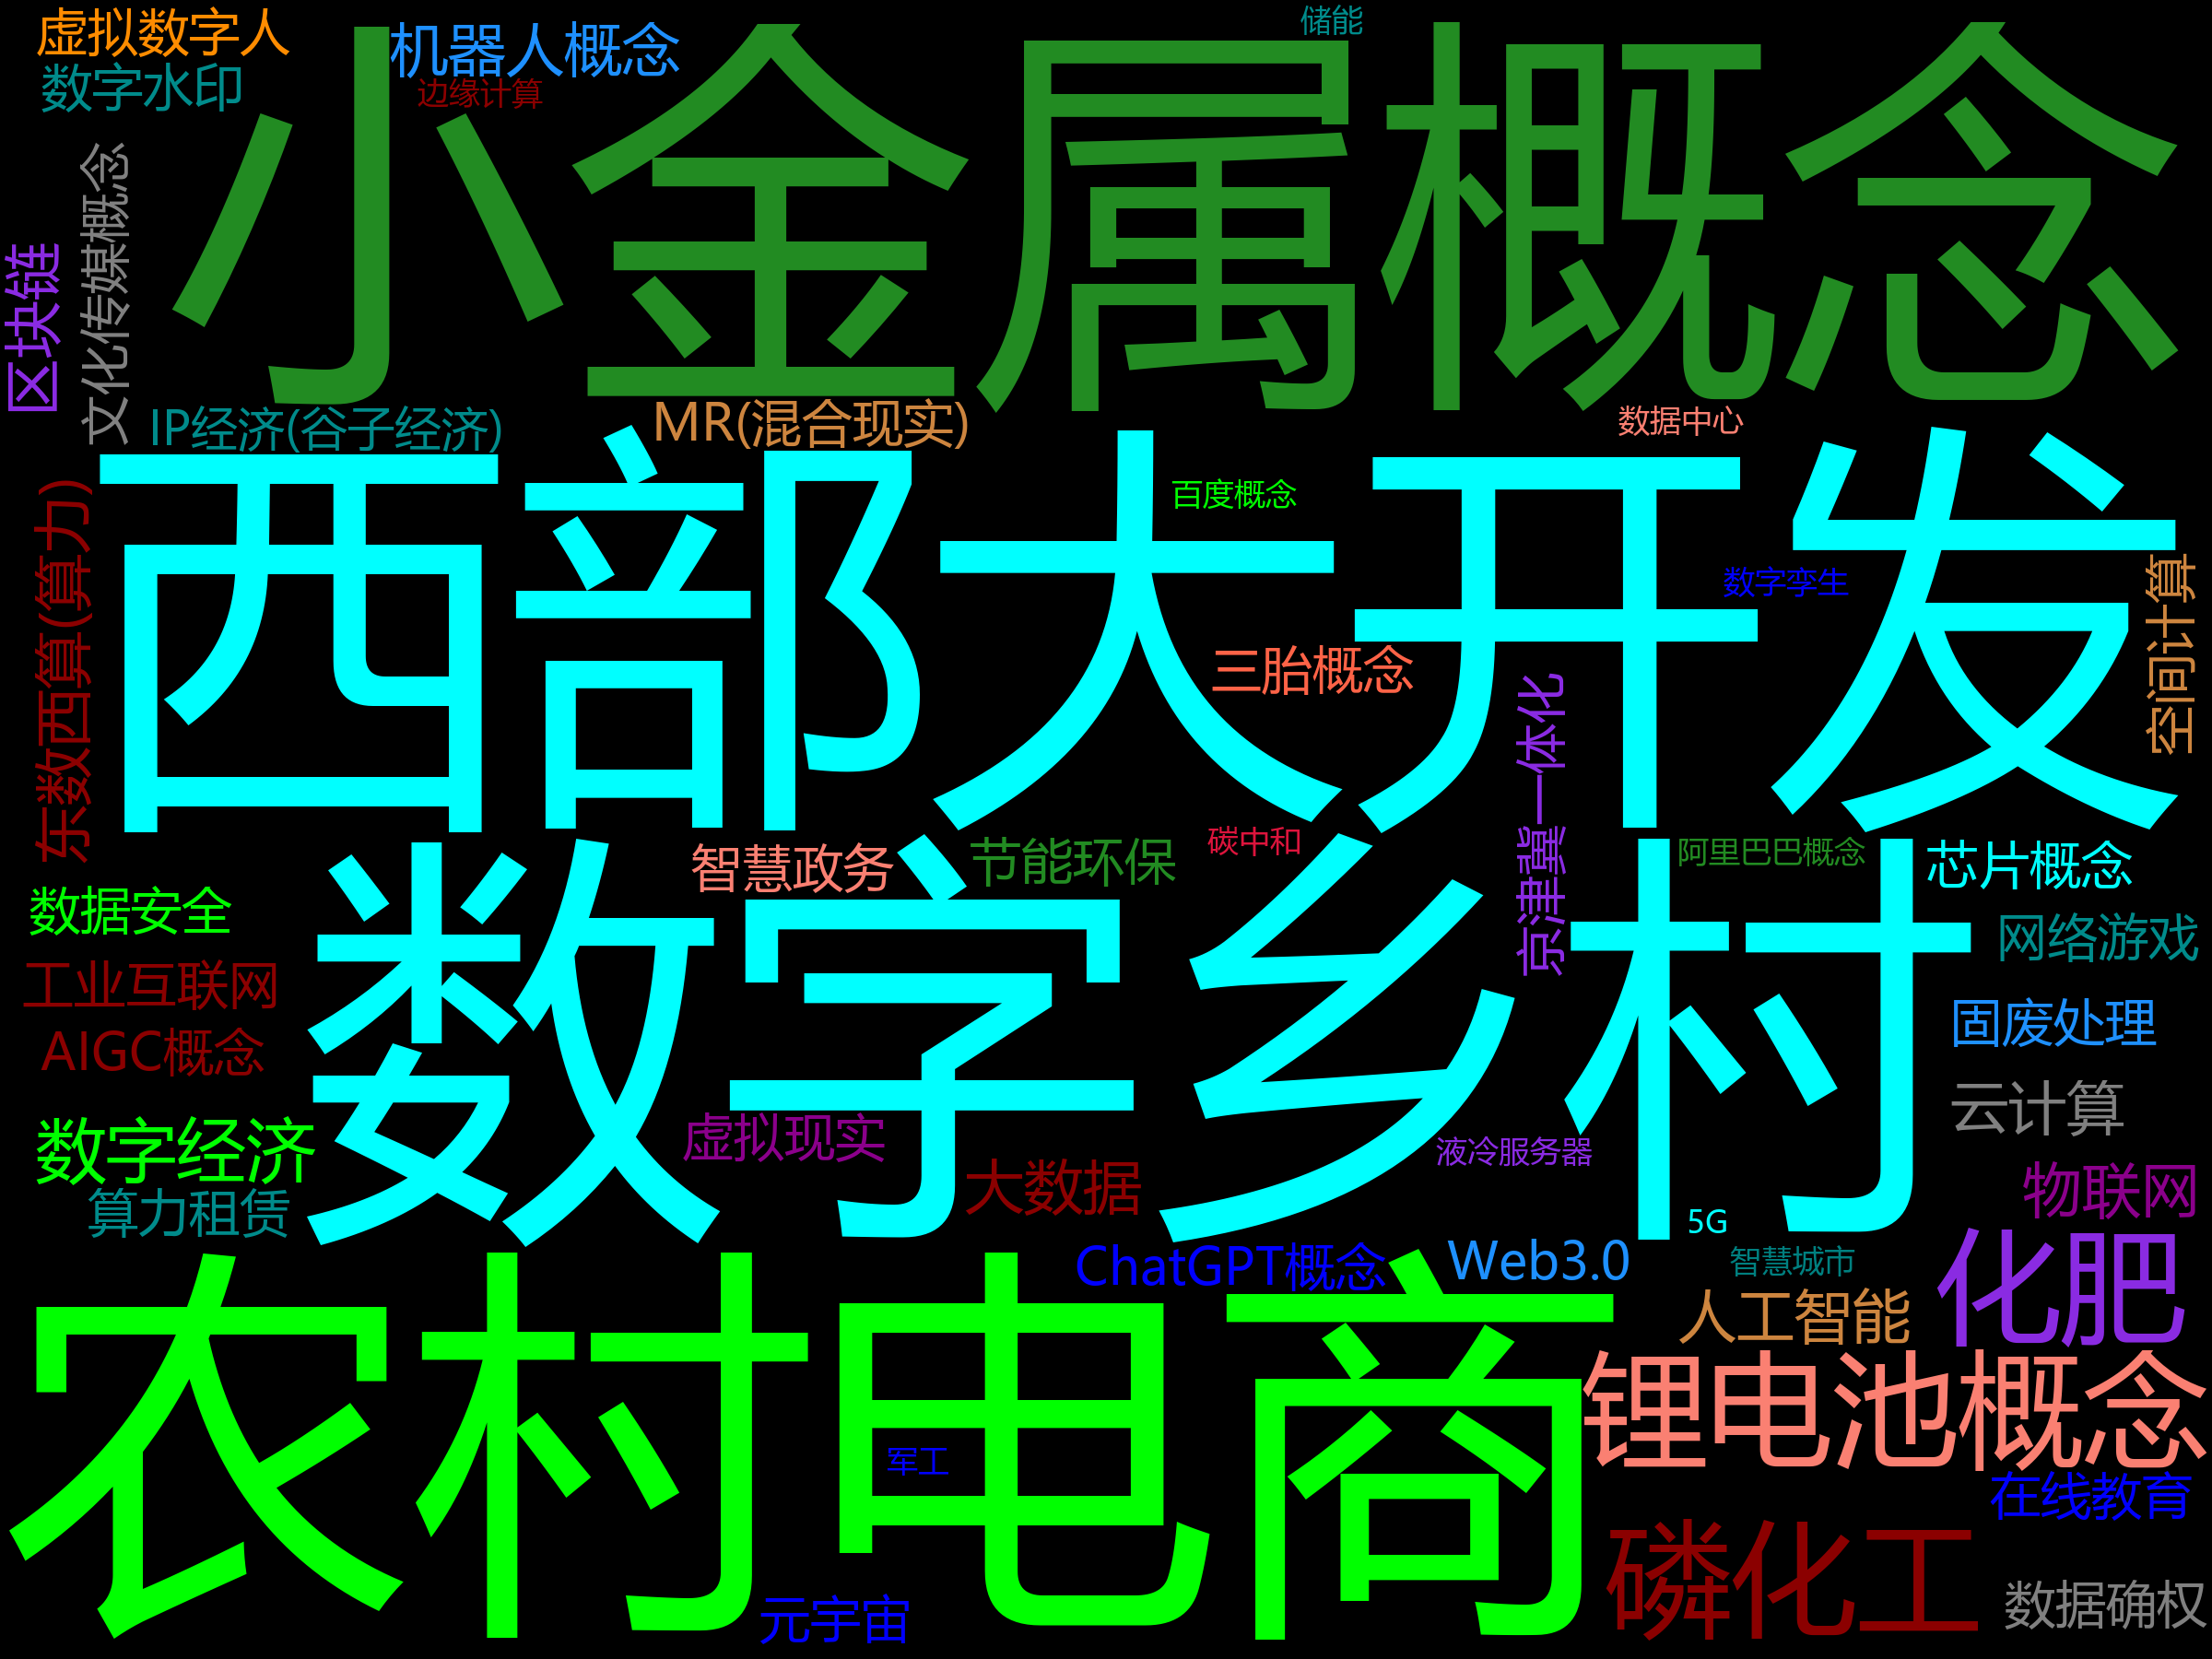 虚拟数字人
机器人概念
储能
数字水印
边缘计算
小金属概念
区块链
文化传媒概念
IP经济(谷子经济)
MR(混合现实)
数据中心
西部大开发
百度概念
数字孪生
三胎概念
东数西算(算力)
京津冀一体化
空间计算
数字乡村
智慧政务
节能环保
碳中和
阿里巴巴概念
芯片概念
数据安全
网络游戏
工业互联网
固废处理
AIGC概念
云计算
数字经济
虚拟现实
液冷服务器
大数据
物联网
算力租赁
5G
ChatGPT概念
Web3.0
智慧城市
化肥
人工智能
农村电商
锂电池概念
军工
在线教育
磷化工
元宇宙
数据确权